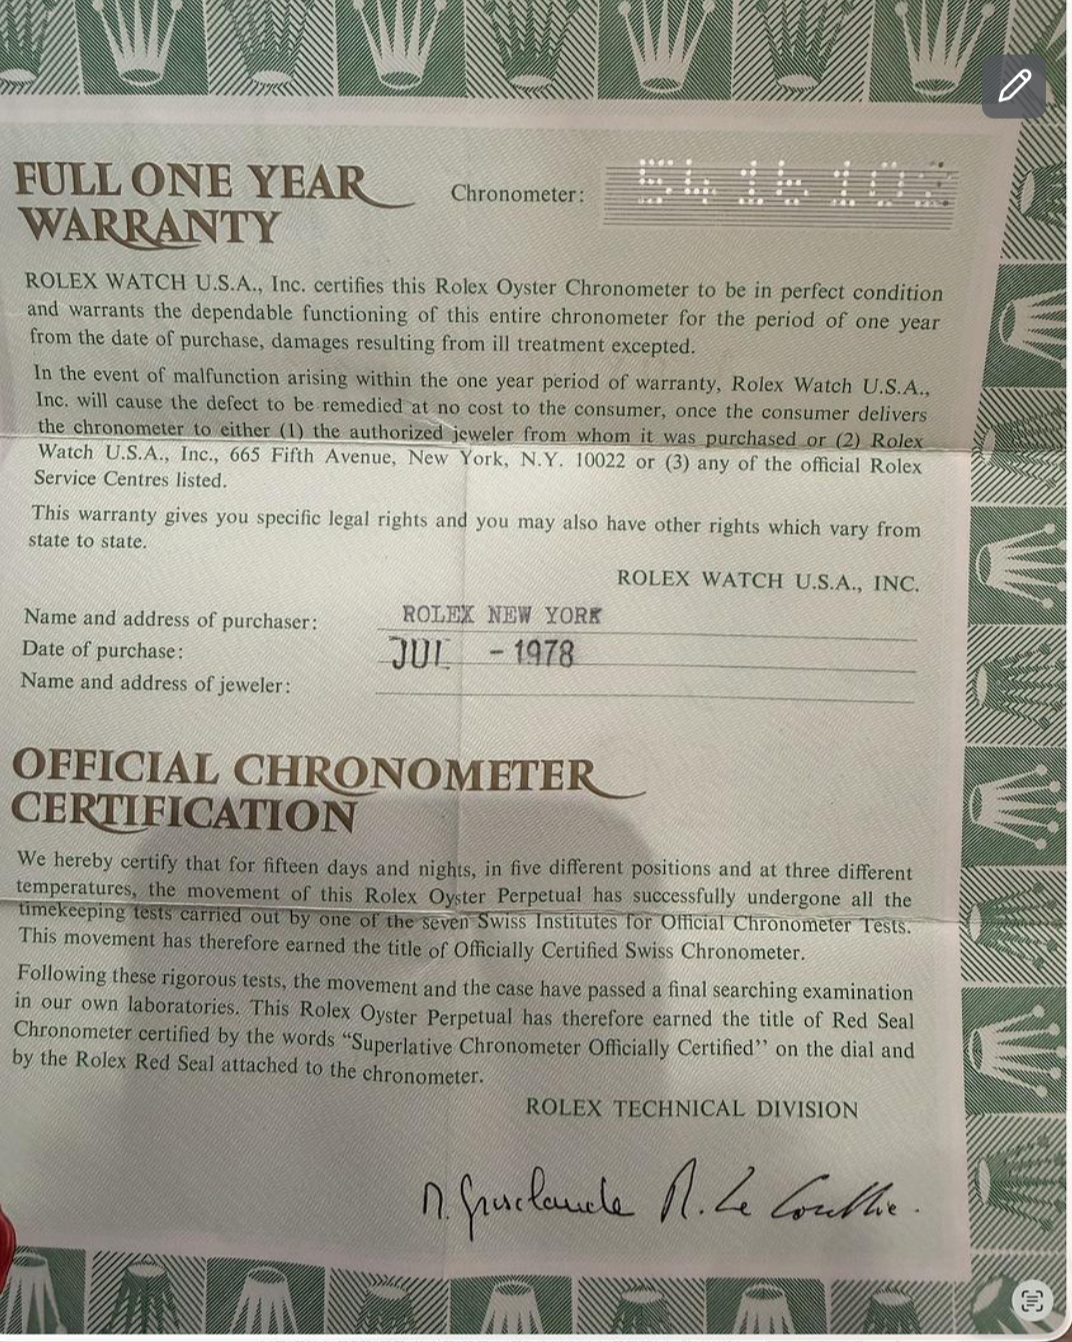 FULL ONE YEAR
WARRANTY
Chronometer:
ROLEX WATCH U.S.A., Inc. certifies this Rolex Oyster Chronometer to be in perfect condition
and warrants the dependable functioning of this entire chronometer for the period of one year
from the date of purchase, damages resulting from ill treatment excepted.
In the event of malfunction arising within the one year period of warranty, Rolex Watch U.S.A.,
Inc. will cause the defect to be remedied at no cost to the consumer, once the consumer delivers
the chronometer to either (1) the authorized jeweler from whom it was purchased or (2) Rolex
Watch U.S.A., Inc., 665 Fifth Avenue, New York, N.Y. 10022 or (3) any of the official Rolex
Service Centres listed.
This warranty gives you specific legal rights and you may also have other rights which vary from
state to state.
ROLEX WATCH U.S.A., INC.
Name and address of purchaser: ROLEX NEW YORK
Date of purchase: JUL - 1978
Name and address of jeweler:
OFFICIAL CHRONOMETER
CERTIFICATION
We hereby certify that for fifteen days and nights, in five different positions and at three different
temperatures, the movement of this Rolex Oyster Perpetual has successfully undergone all the
timekeeping tests carried out by one of the seven Swiss Institutes for Official Chronometer Tests.
This movement has therefore earned the title of Officially Certified Swiss Chronometer.
Following these rigorous tests, the movement and the case have passed a final searching examination
in our own laboratories. This Rolex Oyster Perpetual has therefore earned the title of Red Seal
Chronometer certified by the words “Superlative Chronometer Officially Certified” on the dial and
by the Rolex Red Seal attached to the chronometer.
ROLEX TECHNICAL DIVISION